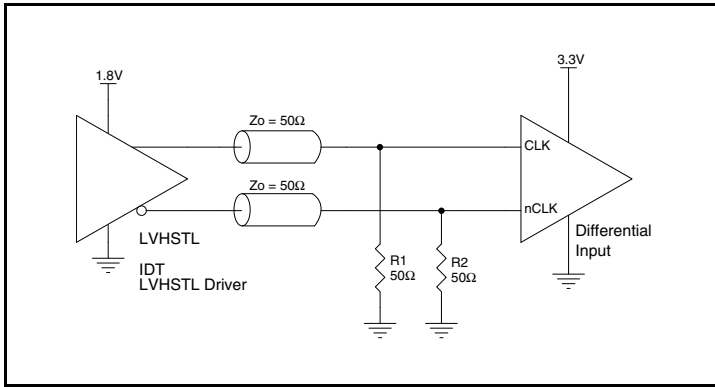 1.8V
3.3V
Zo = 50Ω
CLK
Zo = 50Ω
nCLK
Differential
Input
LVHSTL
IDT
LVHSTL Driver
R1
50Ω
R2
50Ω